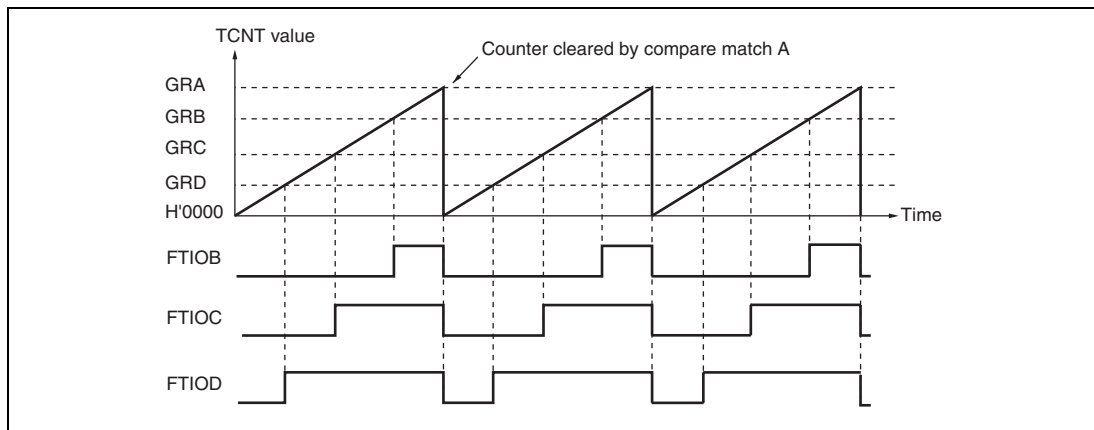 TCNT value
Counter cleared by compare match A
GRA
GRB
GRC
GRD
H'0000
Time
FTIOB
FTIOC
FTIOD